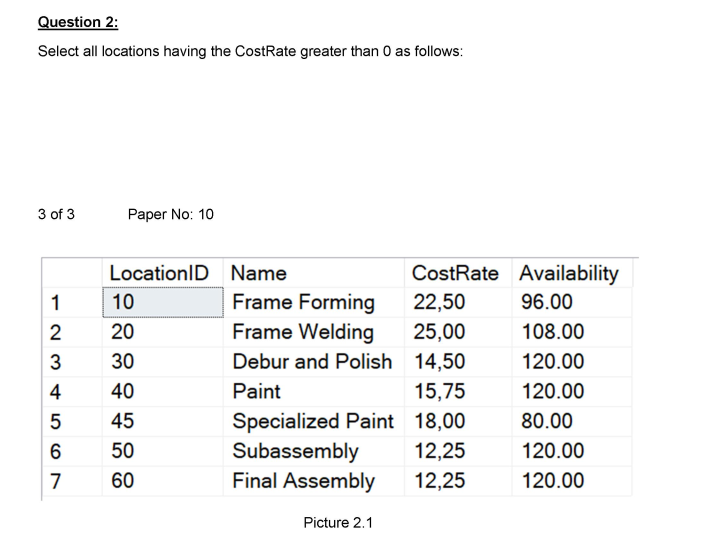 Question 2:
Select all locations having the CostRate greater than 0 as follows:
3 of 3 Paper No: 10
LocationID Name CostRate Availability
1 10 Frame Forming 22,50 96.00
2 20 Frame Welding 25,00 108.00
3 30 Debur and Polish 14,50 120.00
4 40 Paint 15,75 120.00
5 45 Specialized Paint 18,00 80.00
6 50 Subassembly 12,25 120.00
7 60 Final Assembly 12,25 120.00
Picture 2.1